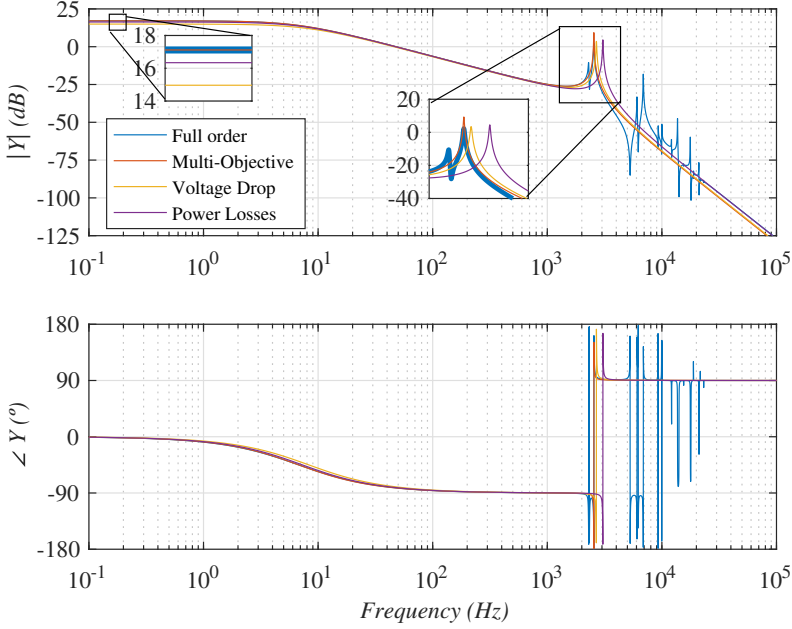 25
0
-25
-50
-75
-100
-125
|Y| (dB)
18
16
14
20
0
-20
-40
Full order
Multi-Objective
Voltage Drop
Power Losses
10^-1 10^0 10^1 10^2 10^3 10^4 10^5
180
90
0
-90
-180
∠ Y (º)
10^-1 10^0 10^1 10^2 10^3 10^4 10^5
Frequency (Hz)